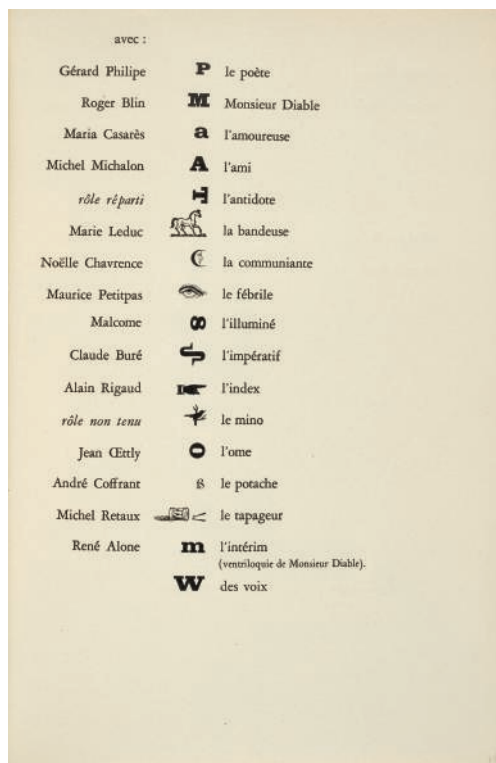 avec :
Gérard Philipe P le poète
Roger Blin M Monsieur Diable
Maria Casarès a l'amoureuse
Michel Michalon A l'ami
rôle réparti H l'antidote
Marie Leduc la bandeuse
Noëlle Chavrence la communiante
Maurice Petitpas le fébrile
Malcome 8 l'illuminé
Claude Buré l'impératif
Alain Rigaud l'index
rôle non tenu le mino
Jean Œttly O l'ome
André Coffrant ß le potache
Michel Retaux le tapageur
René Alone m l'intérim
(ventriloquie de Monsieur Diable).
W des voix